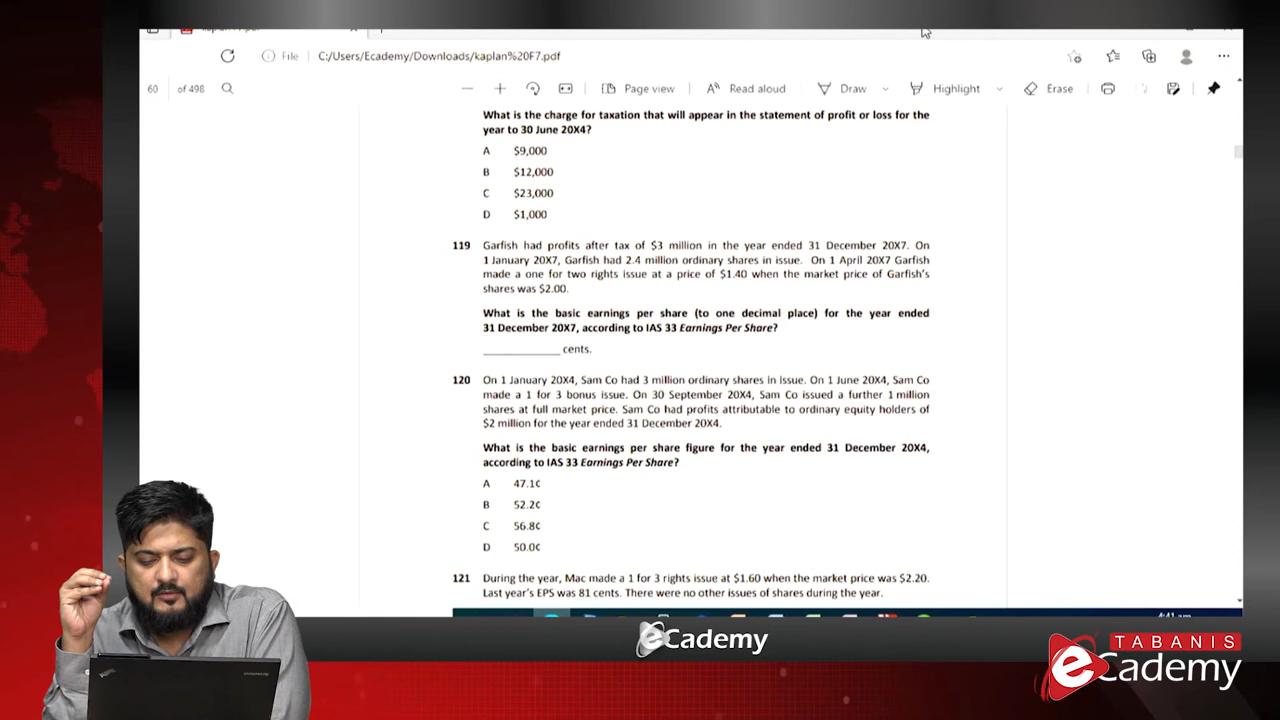 File
C:/Users/Ecademy/Downloads/kaplan%20F7.pdf
60 of 498
Page view
Read aloud
Draw
Highlight
Erase
What is the charge for taxation that will appear in the statement of profit or loss for the
year to 30 June 20X4?
A $9,000
B $12,000
C $23,000
D $1,000
119 Garfish had profits after tax of $3 million in the year ended 31 December 20X7. On
1 January 20X7, Garfish had 2.4 million ordinary shares in issue. On 1 April 20X7 Garfish
made a one for two rights issue at a price of $1.40 when the market price of Garfish's
shares was $2.00.
What is the basic earnings per share (to one decimal place) for the year ended
31 December 20X7, according to IAS 33 Earnings Per Share?
____________ cents.
120 On 1 January 20X4, Sam Co had 3 million ordinary shares in issue. On 1 June 20X4, Sam Co
made a 1 for 3 bonus issue. On 30 September 20X4, Sam Co issued a further 1 million
shares at full market price. Sam Co had profits attributable to ordinary equity holders of
$2 million for the year ended 31 December 20X4.
What is the basic earnings per share figure for the year ended 31 December 20X4,
according to IAS 33 Earnings Per Share?
A 47.1¢
B 52.2¢
C 56.8¢
D 50.0¢
121 During the year, Mac made a 1 for 3 rights issue at $1.60 when the market price was $2.20.
Last year's EPS was 81 cents. There were no other issues of shares during the year.
eCademy
TABANIS
eCademy